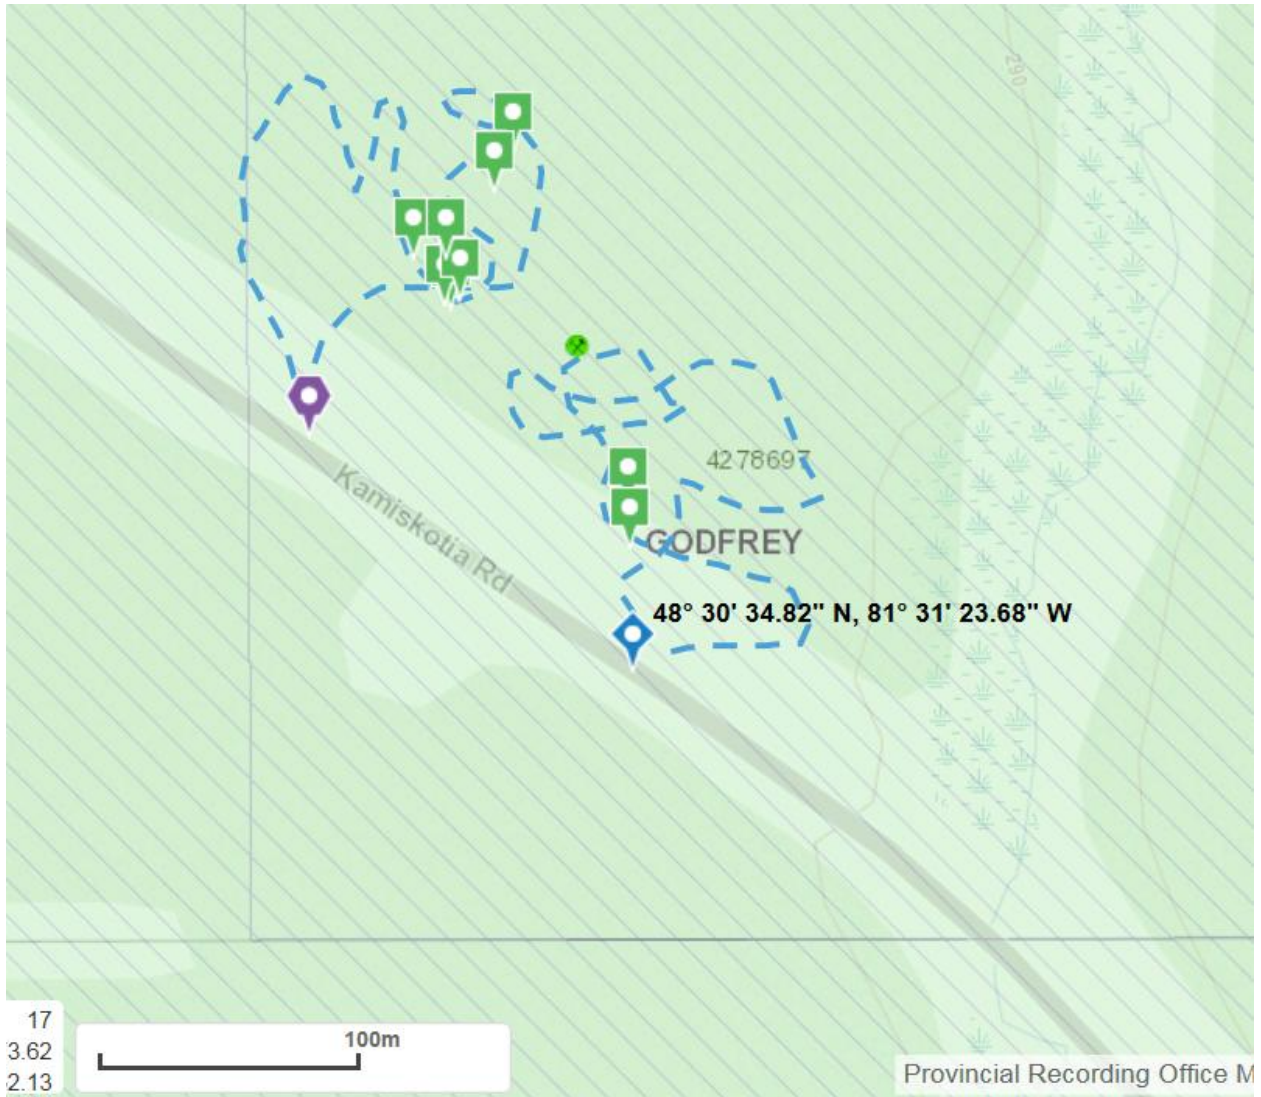 290
4278697
Kamiskotia Rd
GODFREY
48° 30' 34.82" N, 81° 31' 23.68" W
17
3.62
2.13
100m
Provincial Recording Office M